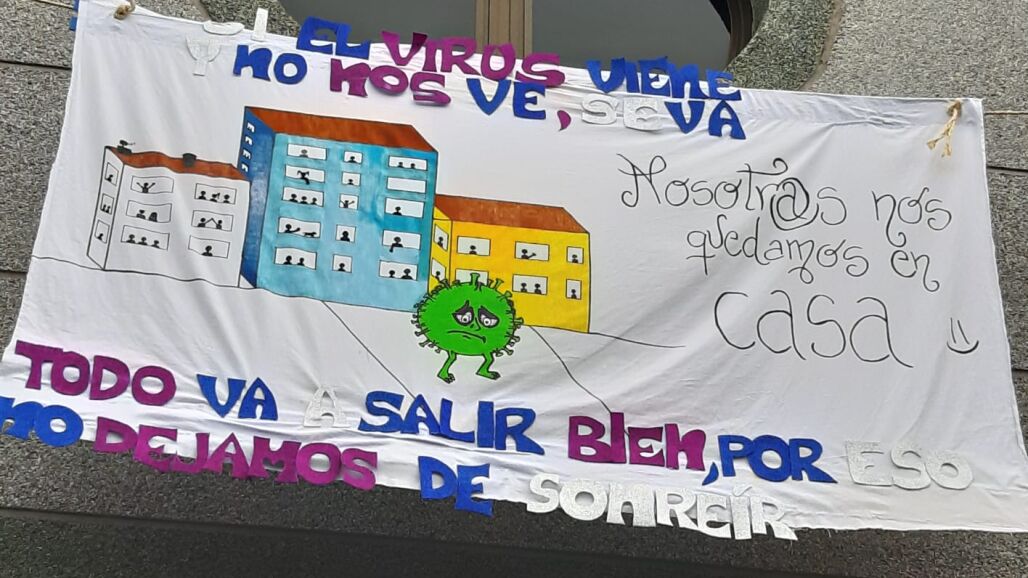 SI EL VIRUS VIENE
Y NO NOS VE, SE VA
Nosotr@s nos
quedamos en
casa
TODO VA A SALIR BIEN, POR ESO
NO DEJAMOS DE SONREÍR